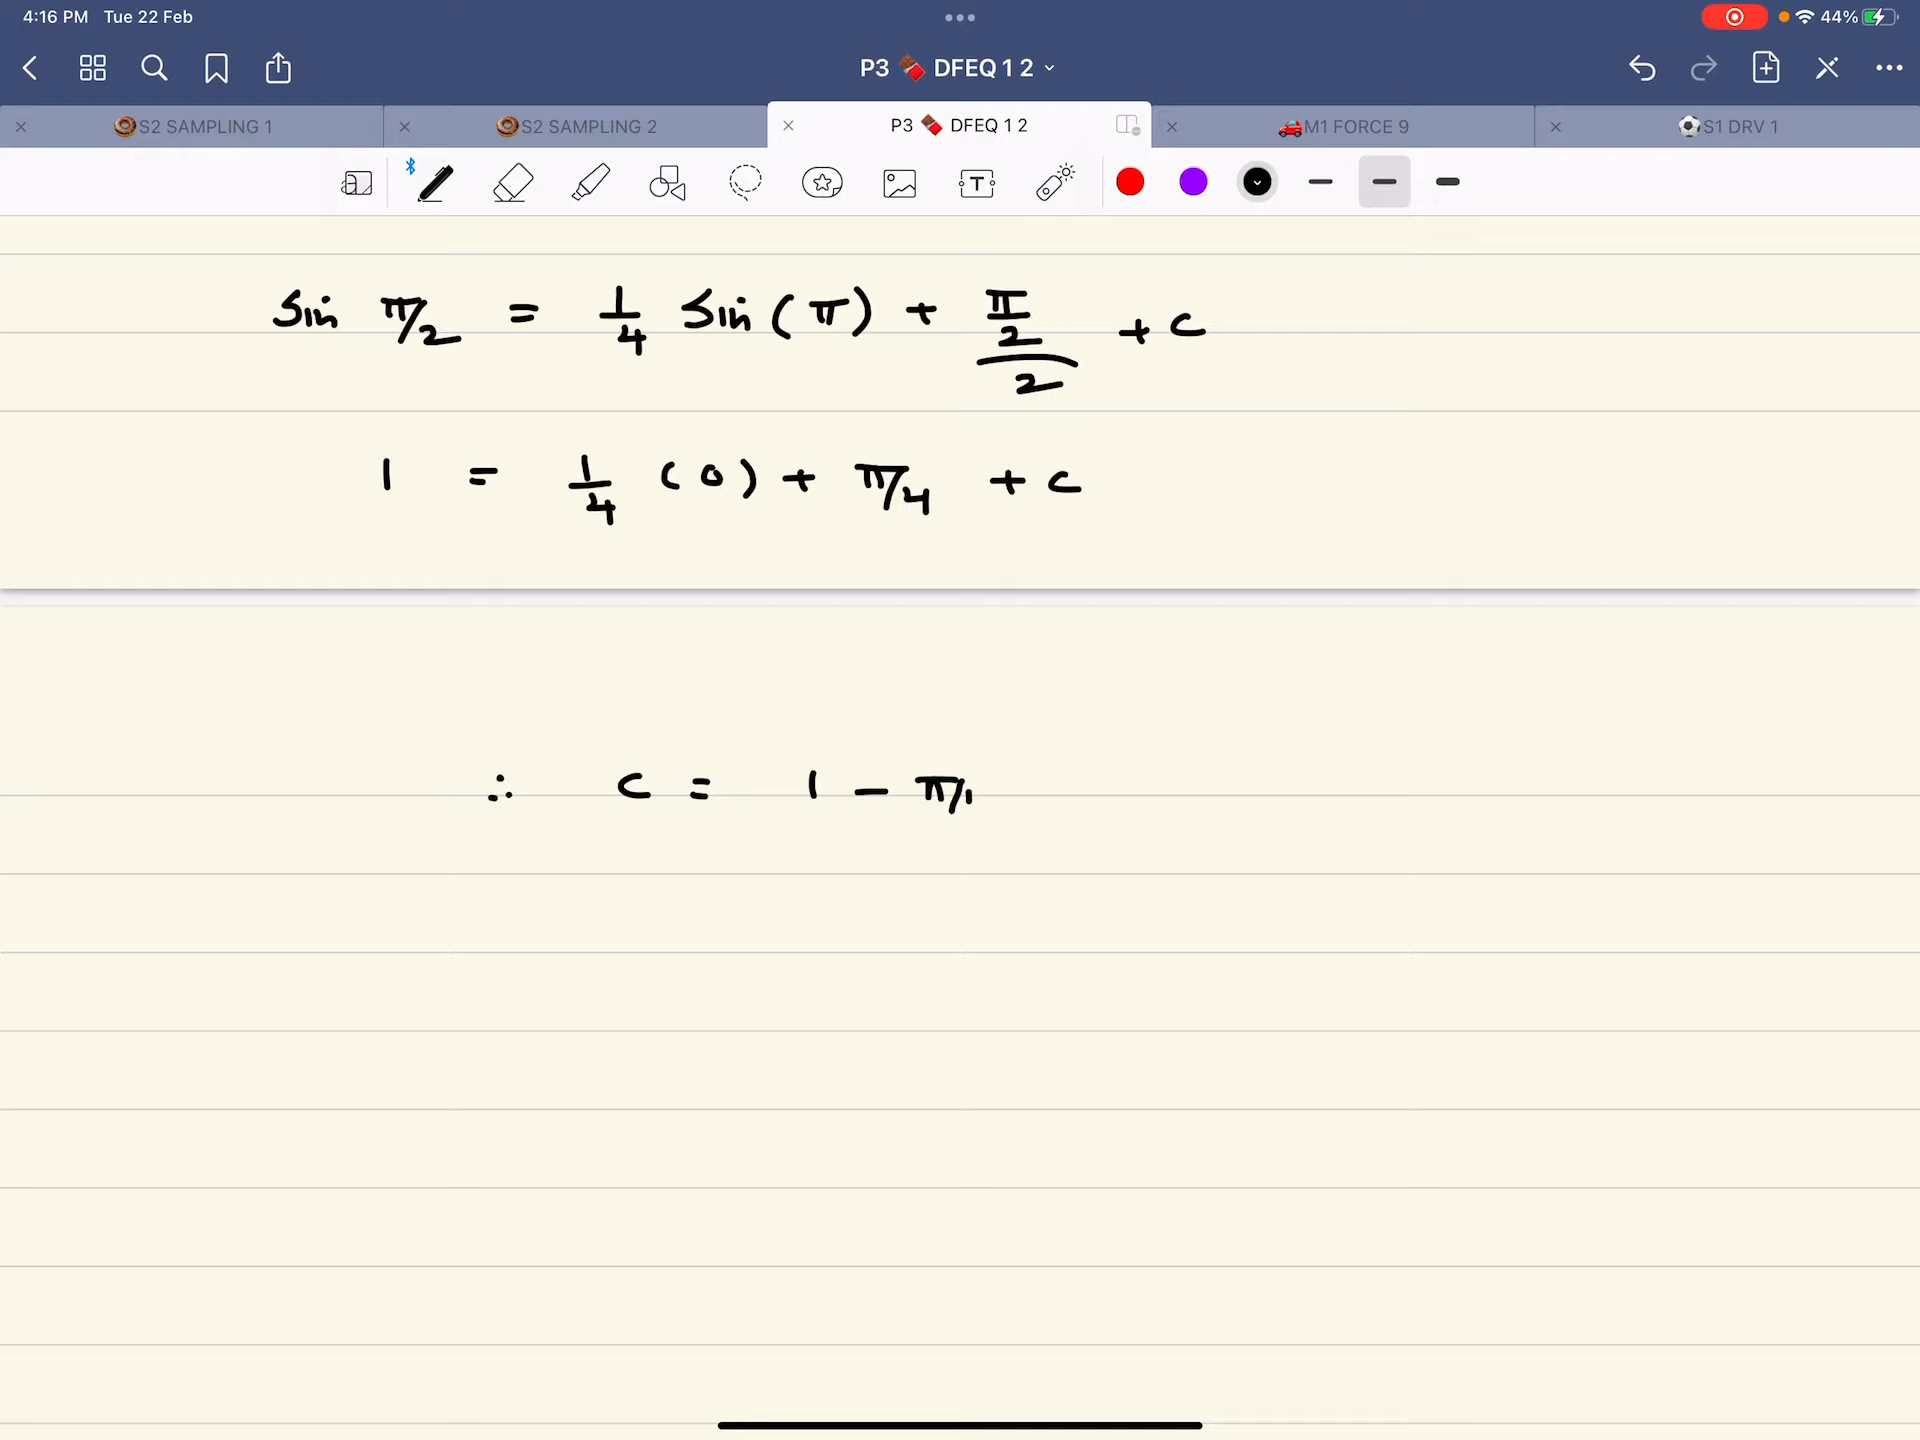 4:16 PM Tue 22 Feb
44%
P3 🍫 DFEQ 1 2
S2 SAMPLING 1
S2 SAMPLING 2
P3 🍫 DFEQ 1 2
M1 FORCE 9
S1 DRV 1
T
Sin π/2 = 1/4 Sin(π) + π/2/2 + c
1 = 1/4 (0) + π/4 + c
∴ c = 1 − π/